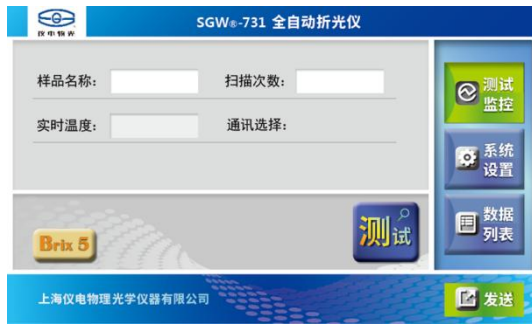 仪电物光
SGW®-731 全自动折光仪
样品名称：
扫描次数：
测试
监控
实时温度：
通讯选择：
系统
设置
Brix 5
测试
数据
列表
上海仪电物理光学仪器有限公司
发送